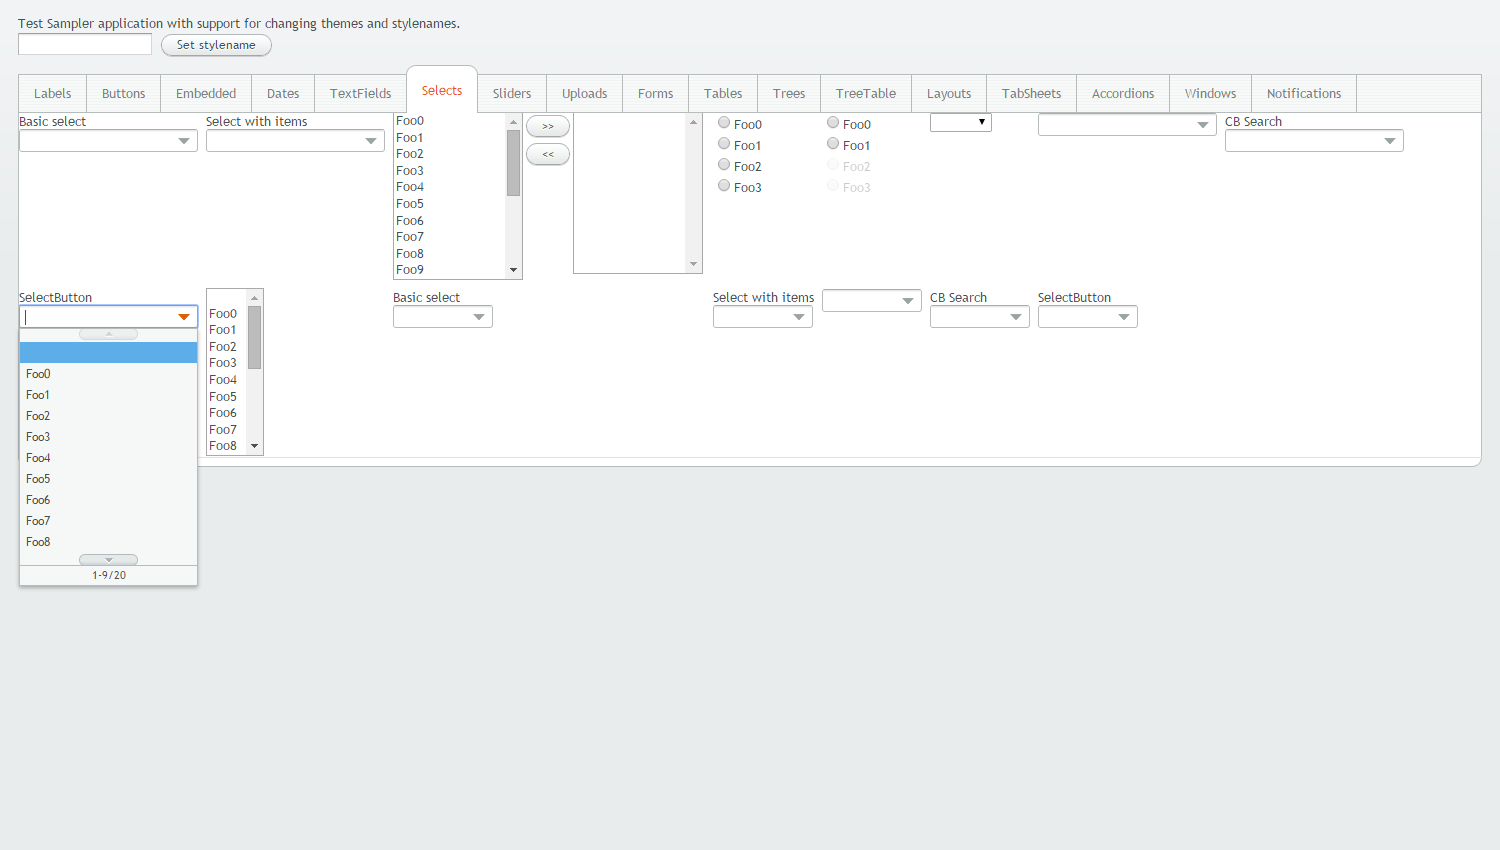 Test Sampler application with support for changing themes and stylenames.
Set stylename
Labels Buttons Embedded Dates TextFields Selects Sliders Uploads Forms Tables Trees TreeTable Layouts TabSheets Accordions Windows Notifications
Basic select
Select with items
Foo0
Foo1
Foo2
Foo3
Foo4
Foo5
Foo6
Foo7
Foo8
Foo9
>>
<<
Foo0
Foo1
Foo2
Foo3
Foo0
Foo1
Foo2
Foo3
CB Search
SelectButton
Foo0
Foo1
Foo2
Foo3
Foo4
Foo5
Foo6
Foo7
Foo8
1-9/20
Foo0
Foo1
Foo2
Foo3
Foo4
Foo5
Foo6
Foo7
Foo8
Basic select
Select with items
CB Search
SelectButton